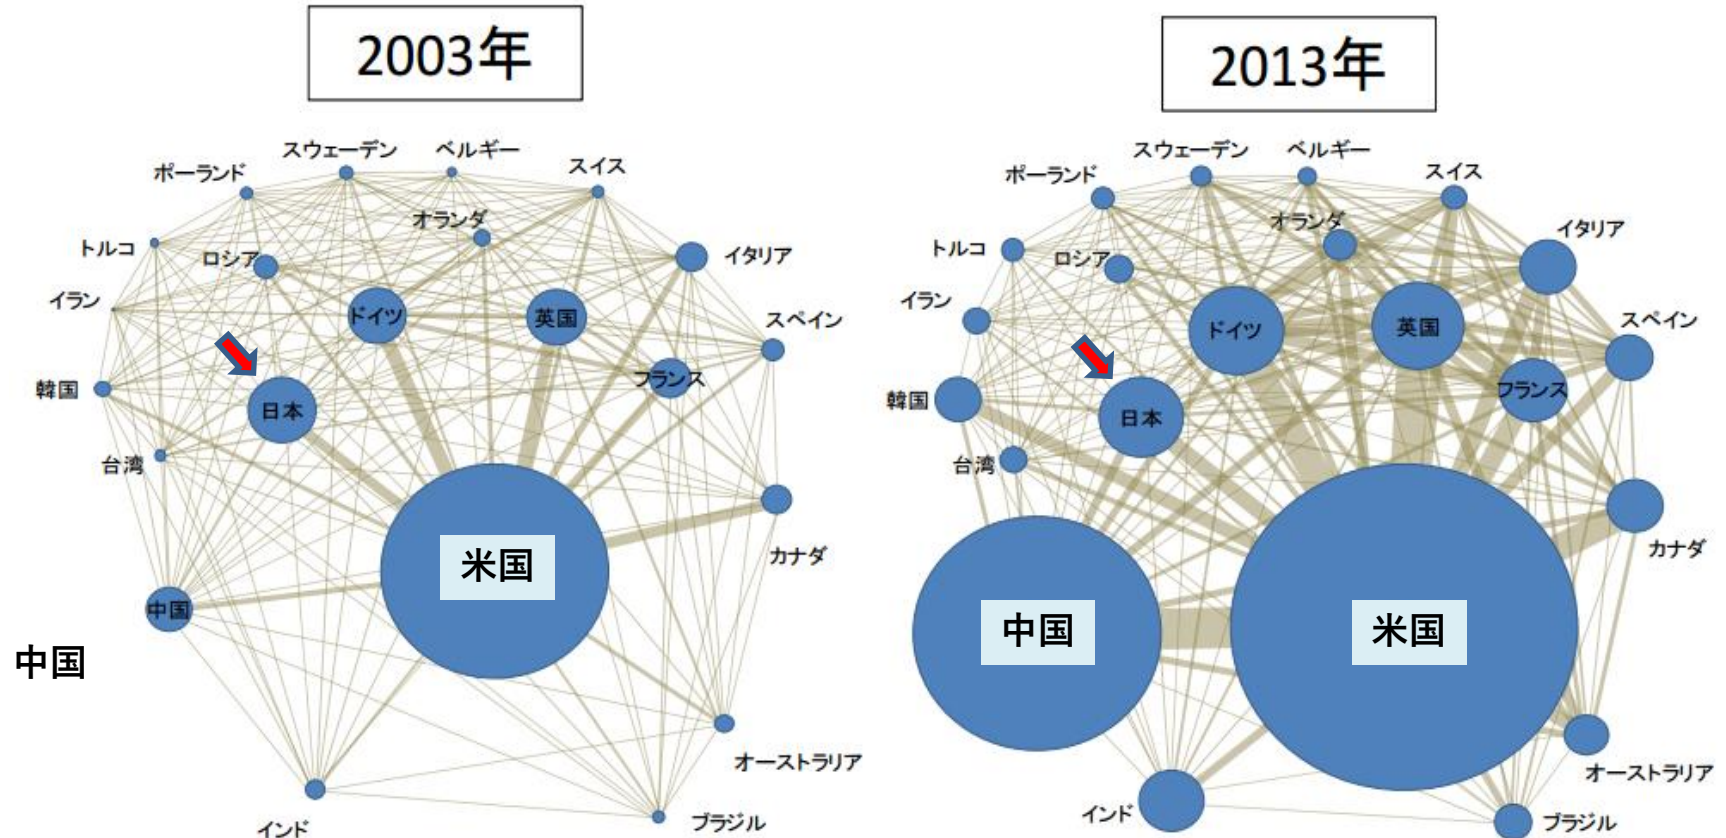 2003年
スウェーデン
ベルギー
スイス
ポーランド
オランダ
トルコ
ロシア
イタリア
イラン
ドイツ
英国
スペイン
韓国
日本
フランス
台湾
米国
カナダ
中国
中国
オーストラリア
インド
ブラジル
2013年
スウェーデン
ベルギー
スイス
ポーランド
オランダ
イタリア
トルコ
ロシア
イラン
ドイツ
英国
スペイン
韓国
日本
フランス
台湾
カナダ
中国
米国
オーストラリア
インド
ブラジル